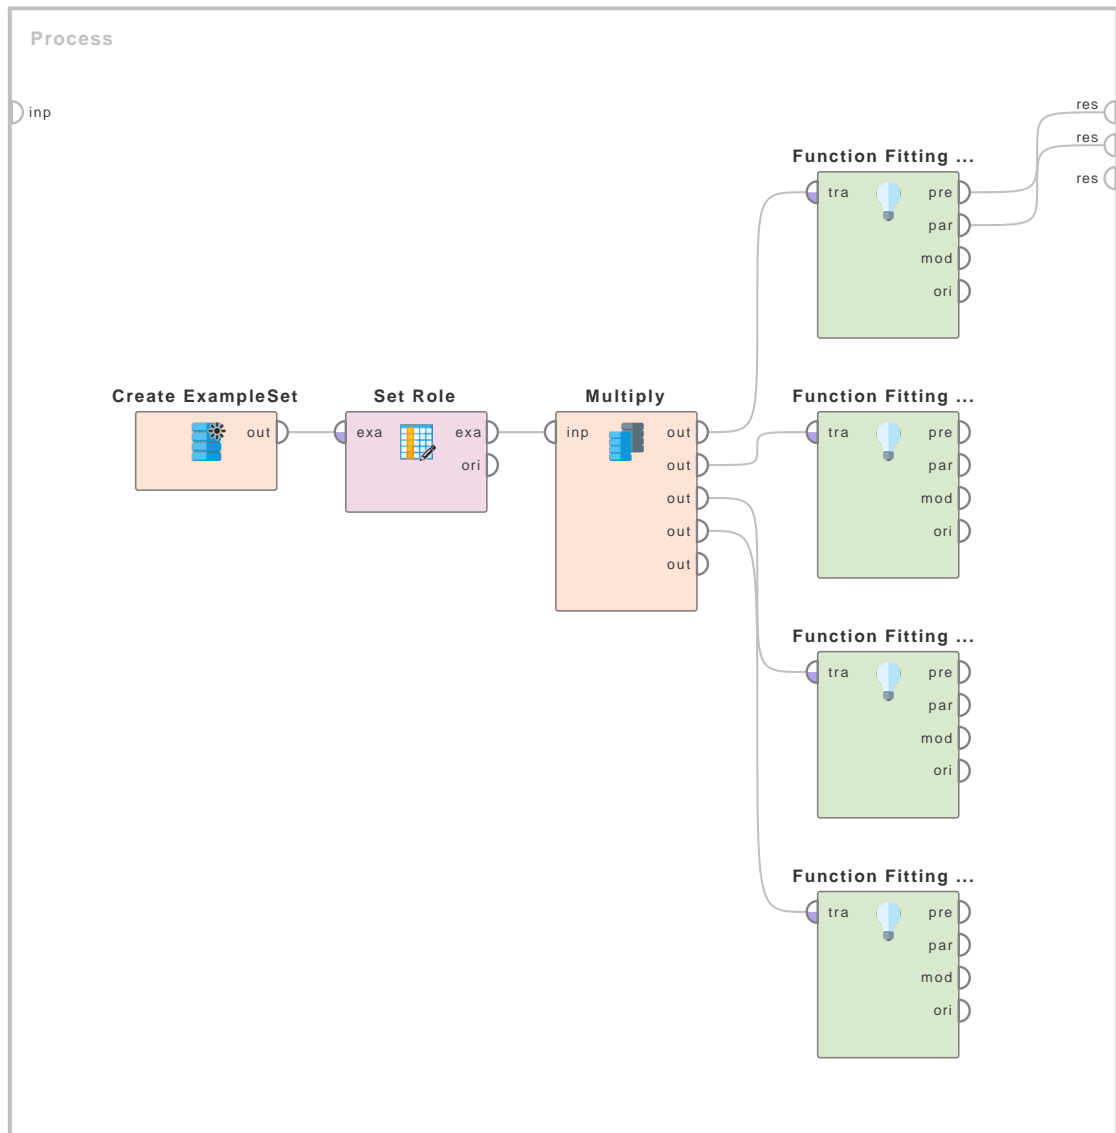 Process
inp
res
res
res
Function Fitting ...
tra pre
par
mod
ori
Create ExampleSet
out
Set Role
exa exa
ori
Multiply
inp out
out
out
out
out
Function Fitting ...
tra pre
par
mod
ori
Function Fitting ...
tra pre
par
mod
ori
Function Fitting ...
tra pre
par
mod
ori